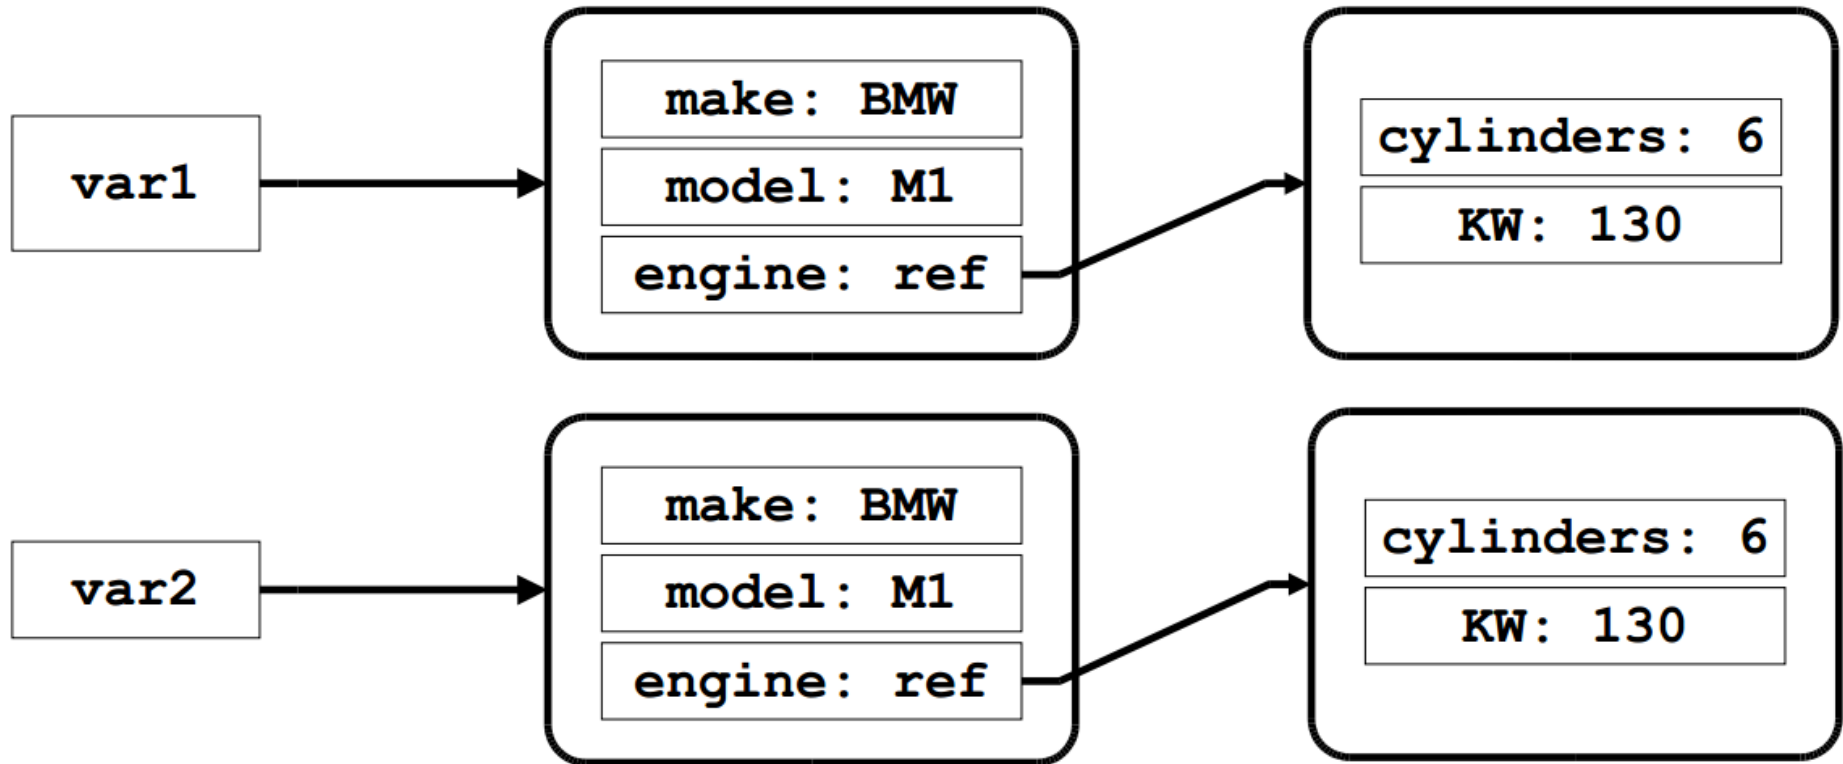 var1
make: BMW
model: M1
engine: ref
cylinders: 6
KW: 130
var2
make: BMW
model: M1
engine: ref
cylinders: 6
KW: 130